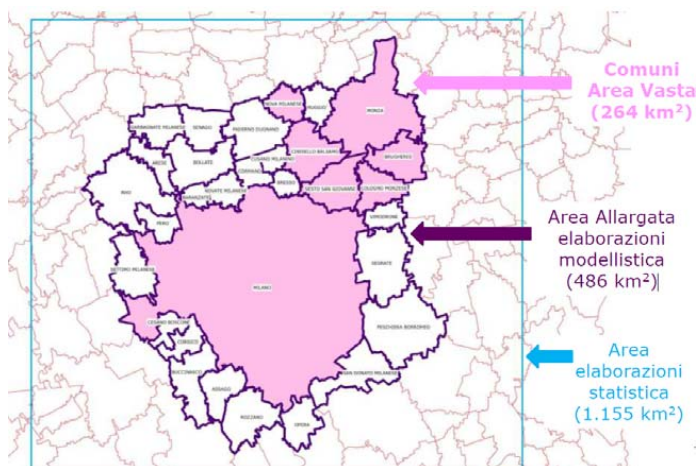 Comuni
Area Vasta
(264 km²)
NOVA MILANESE
MUGGIO
MONZA
GARBAGNATE MILANESE
SENAGO
PADERNO DUGNANO
CINISELLO BALSAMO
BRUGHERIO
ARESE
BOLLATE
CUSANO MILANINO
CORMANO
BRESSO
SESTO SAN GIOVANNI
COLOGNO MONZESE
RHO
NOVATE MILANESE
BARANZATE
VIMODRONE
PERO
Area Allargata
elaborazioni
modellistica
(486 km²)
SETTIMO MILANESE
SEGRATE
MILANO
CESANO BOSCONE
PESCHIERA BORROMEO
CORSICO
Area
elaborazioni
statistica
(1.155 km²)
BUCCINASCO
SAN DONATO MILANESE
ASSAGO
ROZZANO
OPERA